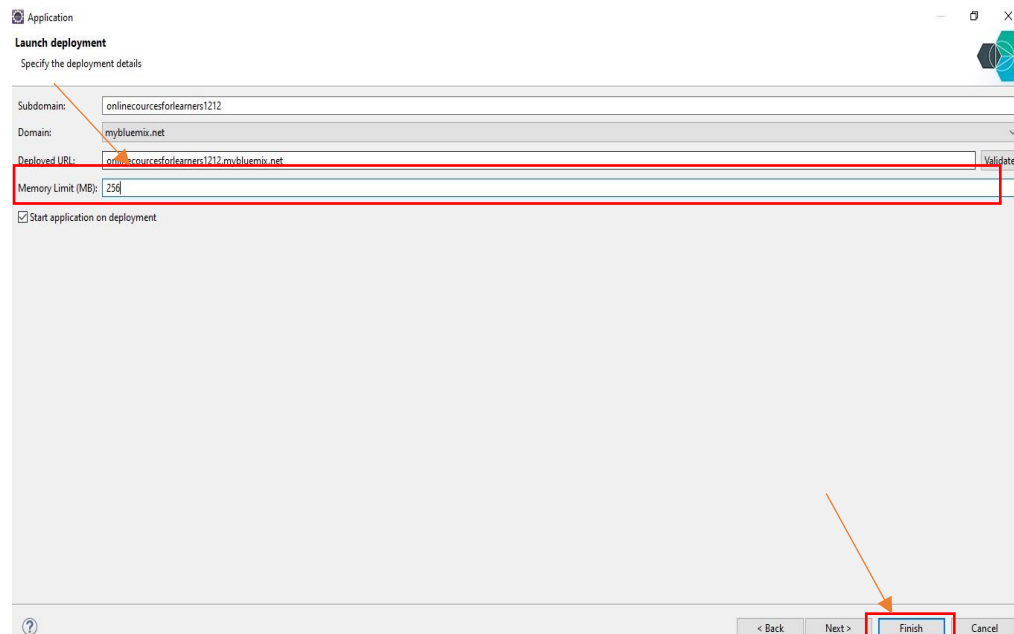 Application
Launch deployment
Specify the deployment details
Subdomain: onlinecourcesforlearners1212
Domain: mybluemix.net
Deployed URL: onlinecourcesforlearners1212.mybluemix.net Validate
Memory Limit (MB): 256
Start application on deployment
< Back Next > Finish Cancel